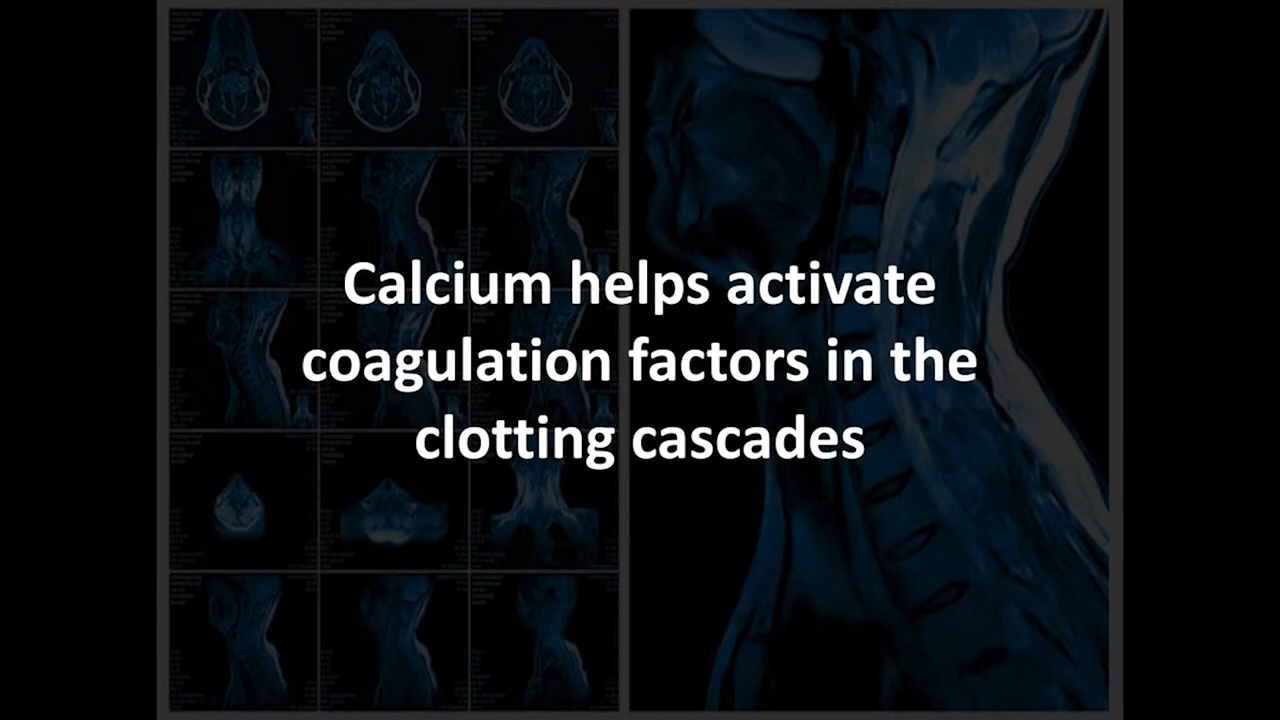 Calcium helps activate
coagulation factors in the
clotting cascades